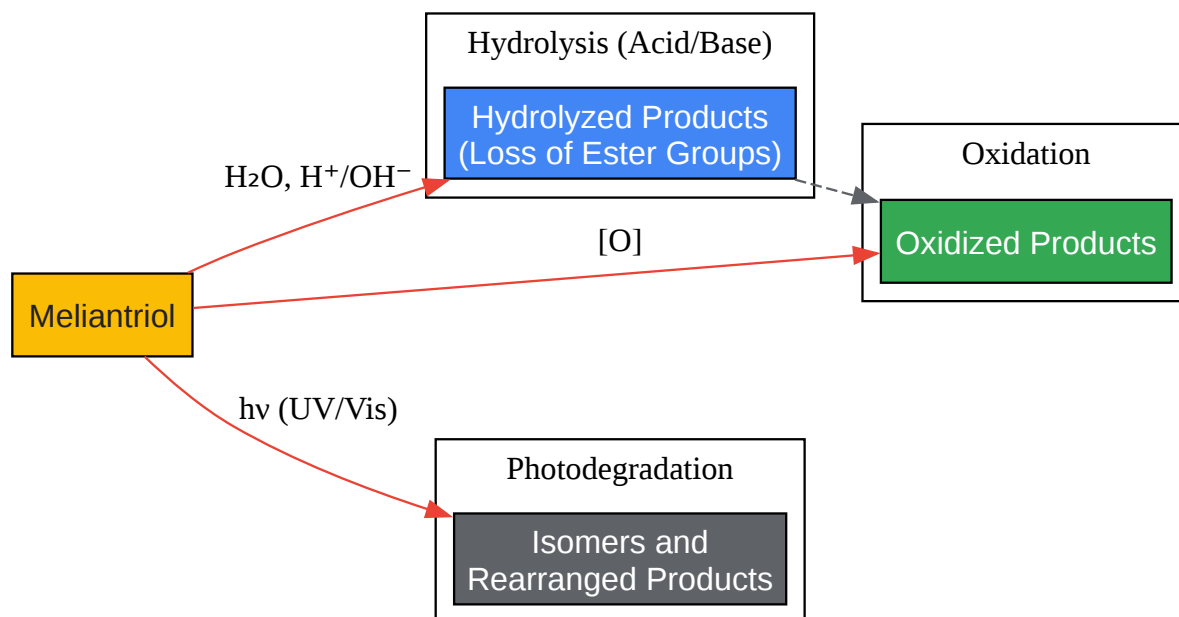 Hydrolysis (Acid/Base)
Hydrolyzed Products
(Loss of Ester Groups)
Oxidation
Oxidized Products
H₂O, H⁺/OH⁻
[O]
Meliantriol
hν (UV/Vis)
Photodegradation
Isomers and
Rearranged Products